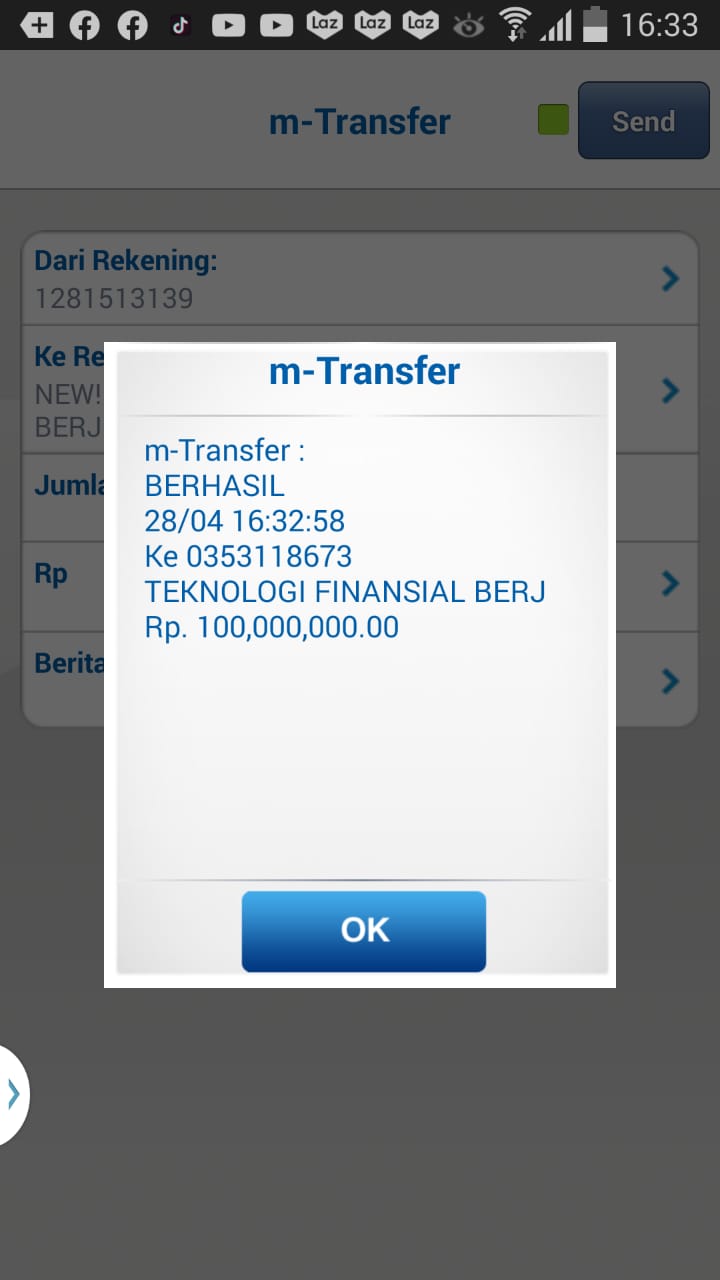 Laz Laz Laz 16:33
m-Transfer
Send
Dari Rekening:
1281513139
Ke Re
NEW!
BERJ
Jumla
Rp
Berita
m-Transfer
m-Transfer :
BERHASIL
28/04 16:32:58
Ke 0353118673
TEKNOLOGI FINANSIAL BERJ
Rp. 100,000,000.00
OK